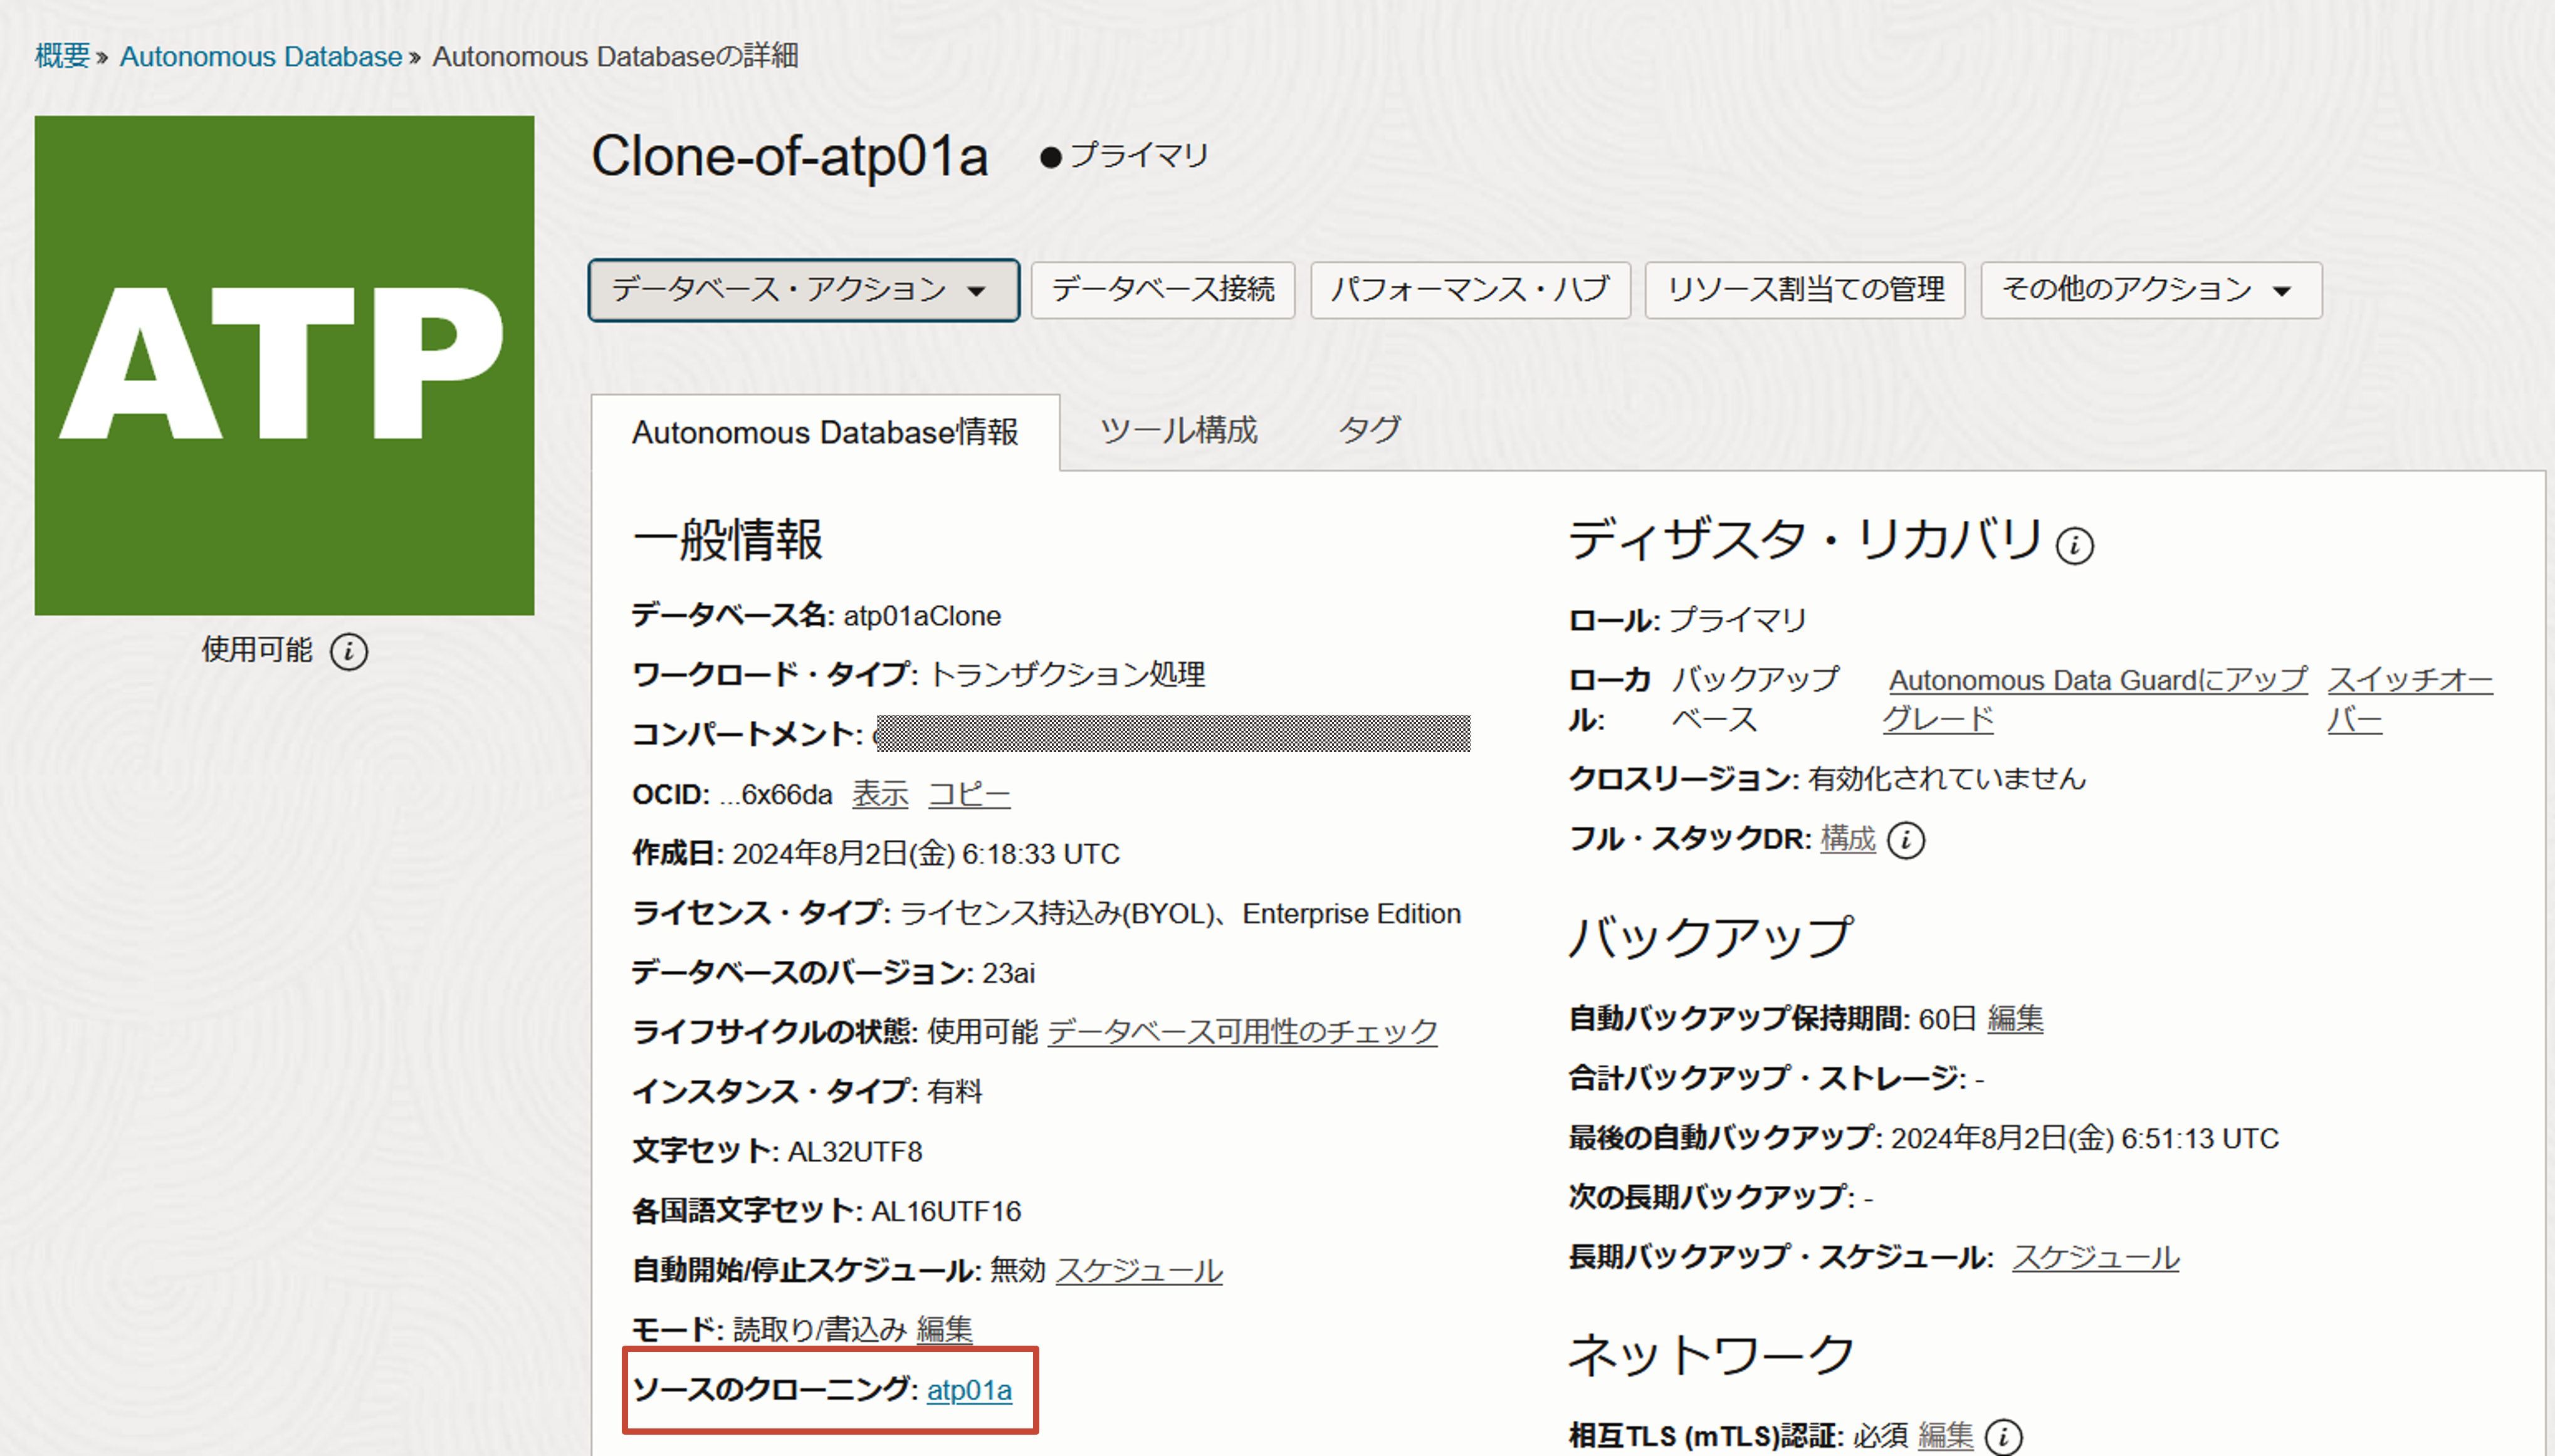 概要 » Autonomous Database » Autonomous Databaseの詳細
ATP
使用可能
Clone-of-atp01a ● プライマリ
データベース・アクション データベース接続 パフォーマンス・ハブ リソース割当ての管理 その他のアクション
Autonomous Database情報 ツール構成 タグ
一般情報
データベース名: atp01aClone
ワークロード・タイプ: トランザクション処理
コンパートメント:
OCID: ...6x66da 表示 コピー
作成日: 2024年8月2日(金) 6:18:33 UTC
ライセンス・タイプ: ライセンス持込み(BYOL)、Enterprise Edition
データベースのバージョン: 23ai
ライフサイクルの状態: 使用可能 データベース可用性のチェック
インスタンス・タイプ: 有料
文字セット: AL32UTF8
各国語文字セット: AL16UTF16
自動開始/停止スケジュール: 無効 スケジュール
モード: 読取り/書込み 編集
ソースのクローニング: atp01a
ディザスタ・リカバリ
ロール: プライマリ
ローカ バックアップ Autonomous Data Guardにアップ スイッチオー
ル: ベース グレード バー
クロスリージョン: 有効化されていません
フル・スタックDR: 構成
バックアップ
自動バックアップ保持期間: 60日 編集
合計バックアップ・ストレージ: -
最後の自動バックアップ: 2024年8月2日(金) 6:51:13 UTC
次の長期バックアップ: -
長期バックアップ・スケジュール: スケジュール
ネットワーク
相互TLS (mTLS)認証: 必須 編集